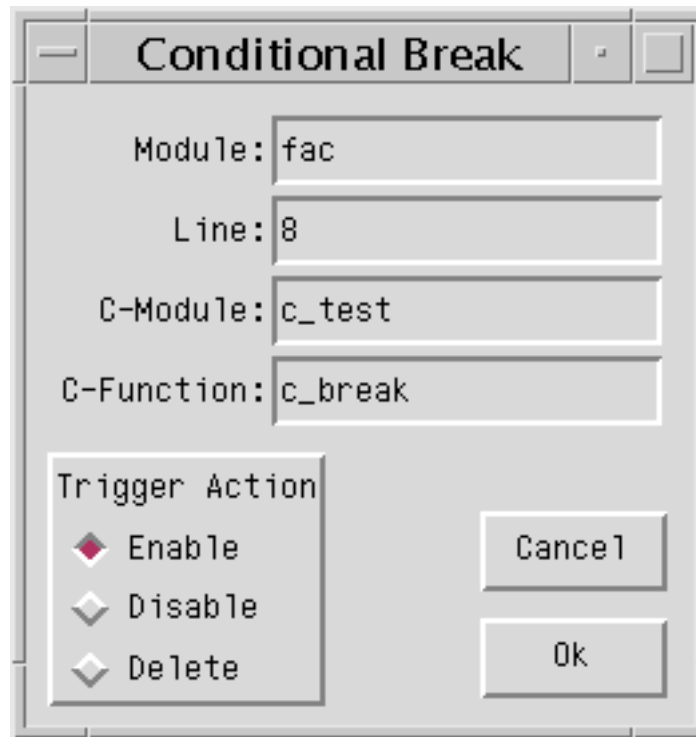 Conditional Break
Module: fac
Line: 8
C-Module: c_test
C-Function: c_break
Trigger Action
Enable
Disable
Delete
Cancel
Ok